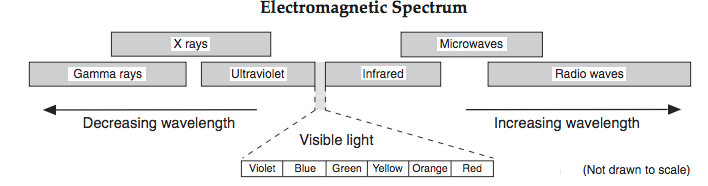 Electromagnetic Spectrum
X rays
Microwaves
Gamma rays
Ultraviolet
Infrared
Radio waves
Decreasing wavelength
Increasing wavelength
Visible light
Violet
Blue
Green
Yellow
Orange
Red
(Not drawn to scale)